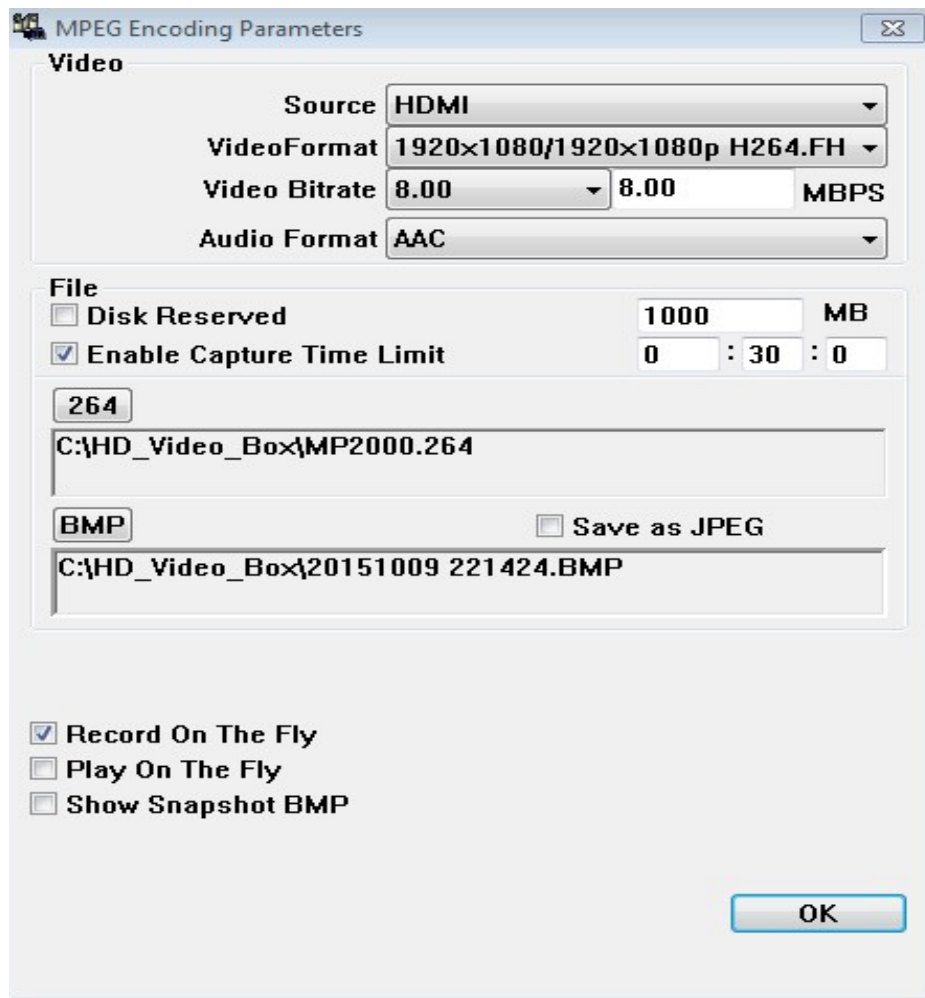 MPEG Encoding Parameters
Video
Source HDMI
VideoFormat 1920x1080/1920x1080p H264.FH
Video Bitrate 8.00 8.00 MBPS
Audio Format AAC
File
Disk Reserved 1000 MB
Enable Capture Time Limit 0 : 30 : 0
264
C:\HD_Video_Box\MP2000.264
BMP Save as JPEG
C:\HD_Video_Box\20151009 221424.BMP
Record On The Fly
Play On The Fly
Show Snapshot BMP
OK